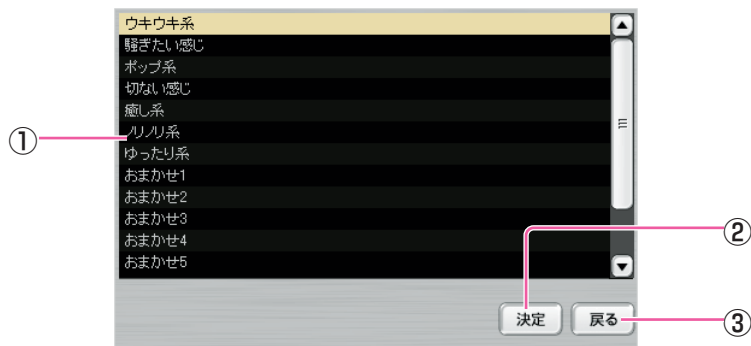 ウキウキ系
騒ぎたい感じ
ポップ系
切ない感じ
癒し系
ノリノリ系
ゆったり系
おまかせ1
おまかせ2
おまかせ3
おまかせ4
おまかせ5
決定
戻る
①
②
③